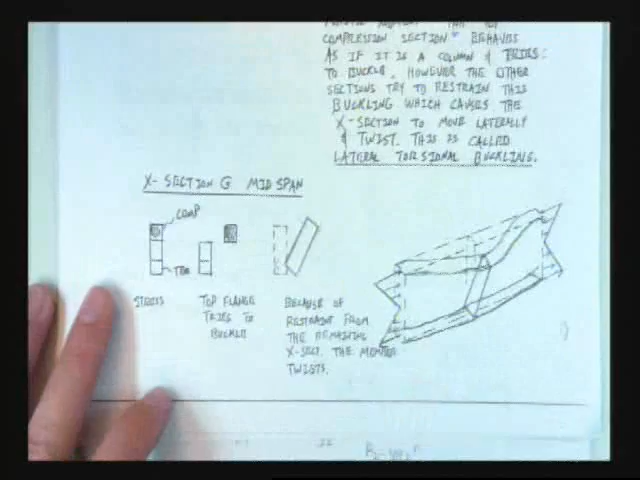 COMPRESSION SECTION BEHAVES
AS IF IT IS A COLUMN & TRIES
TO BUCKLE. HOWEVER THE OTHER
SECTIONS TRY TO RESTRAIN THIS
BUCKLING WHICH CAUSES THE
X-SECTION TO MOVE LATERALLY
& TWIST. THIS IS CALLED
LATERAL TORSIONAL BUCKLING.
X-SECTION @ MIDSPAN
COMP
TEN
STRESS
TOP FLANGE
TRIES TO
BUCKLE
BECAUSE OF
RESTRAINT FROM
THE REMAINING
X-SECT. THE MEMBER
TWISTS.